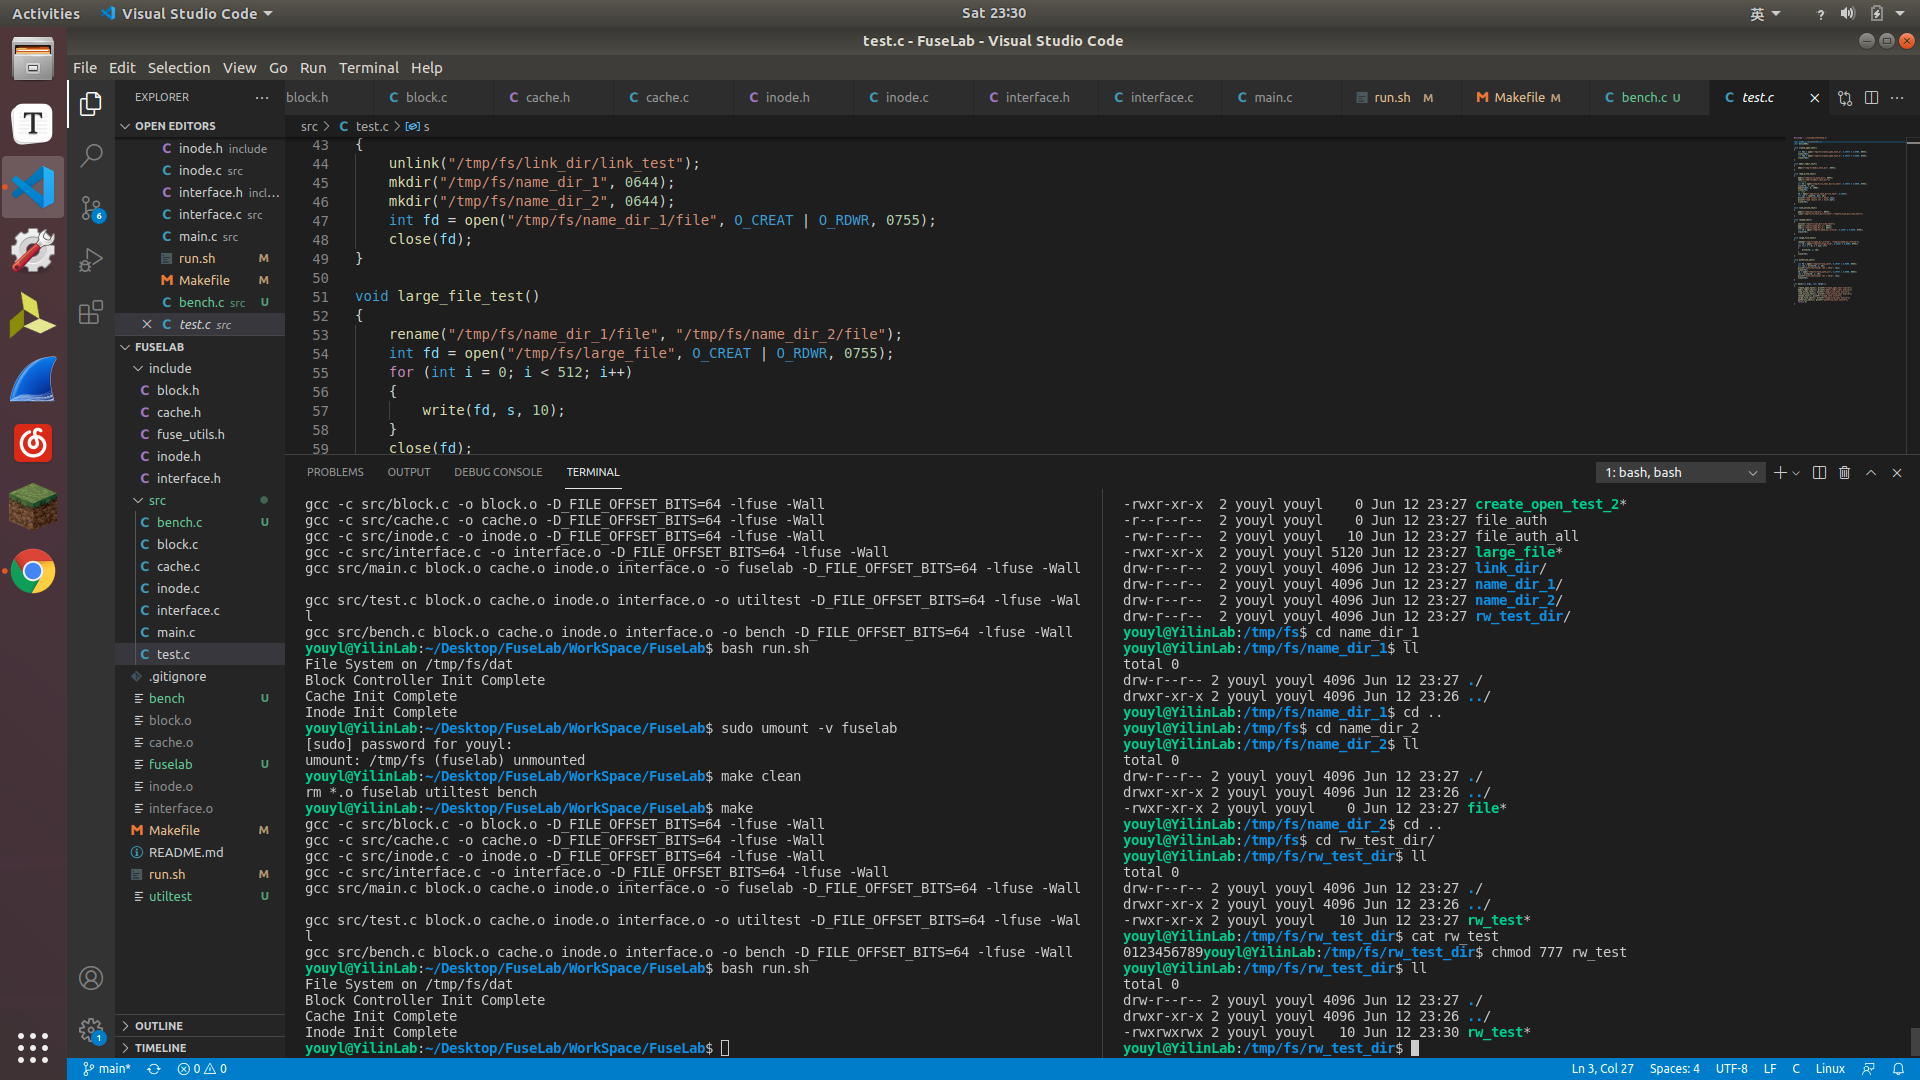 Activities
Visual Studio Code
Sat 23:30
英
test.c - FuseLab - Visual Studio Code
File Edit Selection View Go Run Terminal Help
EXPLORER
block.h
block.c
cache.h
cache.c
inode.h
inode.c
interface.h
interface.c
main.c
run.sh M
Makefile M
bench.c U
test.c
src > C test.c > s
OPEN EDITORS
inode.h include
inode.c src
interface.h incl...
interface.c src
main.c src
run.sh M
Makefile M
bench.c src U
test.c src
FUSELAB
include
block.h
cache.h
fuse_utils.h
inode.h
interface.h
src
bench.c U
block.c
cache.c
inode.c
interface.c
main.c
test.c
.gitignore
bench U
block.o
cache.o
fuselab U
inode.o
interface.o
Makefile M
README.md
run.sh M
utiltest U
OUTLINE
TIMELINE
43 {
44 unlink("/tmp/fs/link_dir/link_test");
45 mkdir("/tmp/fs/name_dir_1", 0644);
46 mkdir("/tmp/fs/name_dir_2", 0644);
47 int fd = open("/tmp/fs/name_dir_1/file", O_CREAT | O_RDWR, 0755);
48 close(fd);
49 }
50
51 void large_file_test()
52 {
53 rename("/tmp/fs/name_dir_1/file", "/tmp/fs/name_dir_2/file");
54 int fd = open("/tmp/fs/large_file", O_CREAT | O_RDWR, 0755);
55 for (int i = 0; i < 512; i++)
56 {
57 write(fd, s, 10);
58 }
59 close(fd);
PROBLEMS OUTPUT DEBUG CONSOLE TERMINAL
1: bash, bash
gcc -c src/block.c -o block.o -D_FILE_OFFSET_BITS=64 -lfuse -Wall
gcc -c src/cache.c -o cache.o -D_FILE_OFFSET_BITS=64 -lfuse -Wall
gcc -c src/inode.c -o inode.o -D_FILE_OFFSET_BITS=64 -lfuse -Wall
gcc -c src/interface.c -o interface.o -D_FILE_OFFSET_BITS=64 -lfuse -Wall
gcc src/main.c block.o cache.o inode.o interface.o -o fuselab -D_FILE_OFFSET_BITS=64 -lfuse -Wall
gcc src/test.c block.o cache.o inode.o interface.o -o utiltest -D_FILE_OFFSET_BITS=64 -lfuse -Wal
l
gcc src/bench.c block.o cache.o inode.o interface.o -o bench -D_FILE_OFFSET_BITS=64 -lfuse -Wall
youyl@YilinLab:~/Desktop/FuseLab/WorkSpace/FuseLab$ bash run.sh
File System on /tmp/fs/dat
Block Controller Init Complete
Cache Init Complete
Inode Init Complete
youyl@YilinLab:~/Desktop/FuseLab/WorkSpace/FuseLab$ sudo umount -v fuselab
[sudo] password for youyl:
umount: /tmp/fs (fuselab) unmounted
youyl@YilinLab:~/Desktop/FuseLab/WorkSpace/FuseLab$ make clean
rm *.o fuselab utiltest bench
youyl@YilinLab:~/Desktop/FuseLab/WorkSpace/FuseLab$ make
gcc -c src/block.c -o block.o -D_FILE_OFFSET_BITS=64 -lfuse -Wall
gcc -c src/cache.c -o cache.o -D_FILE_OFFSET_BITS=64 -lfuse -Wall
gcc -c src/inode.c -o inode.o -D_FILE_OFFSET_BITS=64 -lfuse -Wall
gcc -c src/interface.c -o interface.o -D_FILE_OFFSET_BITS=64 -lfuse -Wall
gcc src/main.c block.o cache.o inode.o interface.o -o fuselab -D_FILE_OFFSET_BITS=64 -lfuse -Wall
gcc src/test.c block.o cache.o inode.o interface.o -o utiltest -D_FILE_OFFSET_BITS=64 -lfuse -Wal
l
gcc src/bench.c block.o cache.o inode.o interface.o -o bench -D_FILE_OFFSET_BITS=64 -lfuse -Wall
youyl@YilinLab:~/Desktop/FuseLab/WorkSpace/FuseLab$ bash run.sh
File System on /tmp/fs/dat
Block Controller Init Complete
Cache Init Complete
Inode Init Complete
youyl@YilinLab:~/Desktop/FuseLab/WorkSpace/FuseLab$
-rwxr-xr-x 2 youyl youyl 0 Jun 12 23:27 create_open_test_2*
-r--r--r-- 2 youyl youyl 0 Jun 12 23:27 file_auth
-rw-r--r-- 2 youyl youyl 10 Jun 12 23:27 file_auth_all
-rwxr-xr-x 2 youyl youyl 5120 Jun 12 23:27 large_file*
drw-r--r-- 2 youyl youyl 4096 Jun 12 23:27 link_dir/
drw-r--r-- 2 youyl youyl 4096 Jun 12 23:27 name_dir_1/
drw-r--r-- 2 youyl youyl 4096 Jun 12 23:27 name_dir_2/
drw-r--r-- 2 youyl youyl 4096 Jun 12 23:27 rw_test_dir/
youyl@YilinLab:/tmp/fs$ cd name_dir_1
youyl@YilinLab:/tmp/fs/name_dir_1$ ll
total 0
drw-r--r-- 2 youyl youyl 4096 Jun 12 23:27 ./
drwxr-xr-x 2 youyl youyl 4096 Jun 12 23:26 ../
youyl@YilinLab:/tmp/fs/name_dir_1$ cd ..
youyl@YilinLab:/tmp/fs$ cd name_dir_2
youyl@YilinLab:/tmp/fs/name_dir_2$ ll
total 0
drw-r--r-- 2 youyl youyl 4096 Jun 12 23:27 ./
drwxr-xr-x 2 youyl youyl 4096 Jun 12 23:26 ../
-rwxr-xr-x 2 youyl youyl 0 Jun 12 23:27 file*
youyl@YilinLab:/tmp/fs/name_dir_2$ cd ..
youyl@YilinLab:/tmp/fs$ cd rw_test_dir/
youyl@YilinLab:/tmp/fs/rw_test_dir$ ll
total 0
drw-r--r-- 2 youyl youyl 4096 Jun 12 23:27 ./
drwxr-xr-x 2 youyl youyl 4096 Jun 12 23:26 ../
-rwxr-xr-x 2 youyl youyl 10 Jun 12 23:27 rw_test*
youyl@YilinLab:/tmp/fs/rw_test_dir$ cat rw_test
0123456789youyl@YilinLab:/tmp/fs/rw_test_dir$ chmod 777 rw_test
youyl@YilinLab:/tmp/fs/rw_test_dir$ ll
total 0
drw-r--r-- 2 youyl youyl 4096 Jun 12 23:27 ./
drwxr-xr-x 2 youyl youyl 4096 Jun 12 23:26 ../
-rwxrwxrwx 2 youyl youyl 10 Jun 12 23:30 rw_test*
youyl@YilinLab:/tmp/fs/rw_test_dir$
main* 0 0
Ln 3, Col 27 Spaces: 4 UTF-8 LF C Linux